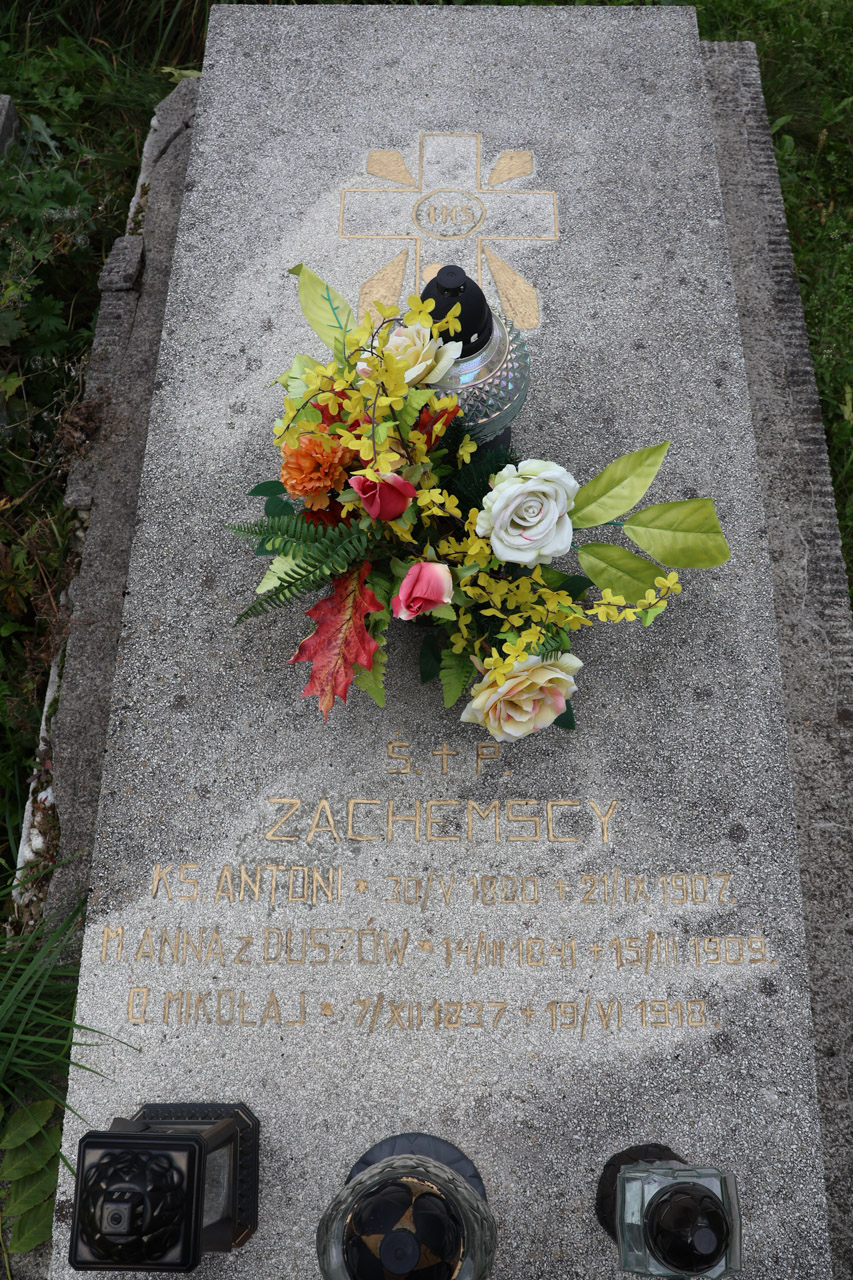 IHS
Ś. † P.
ZACHEMSCY
KS. ANTONI * 30/V 1880 + 21/IX 1907.
M. ANNA z DUSZÓW * 14/III 1841 + 15/III 1909.
O. MIKOŁAJ * 7/XII 1837 + 19/VI 1918.